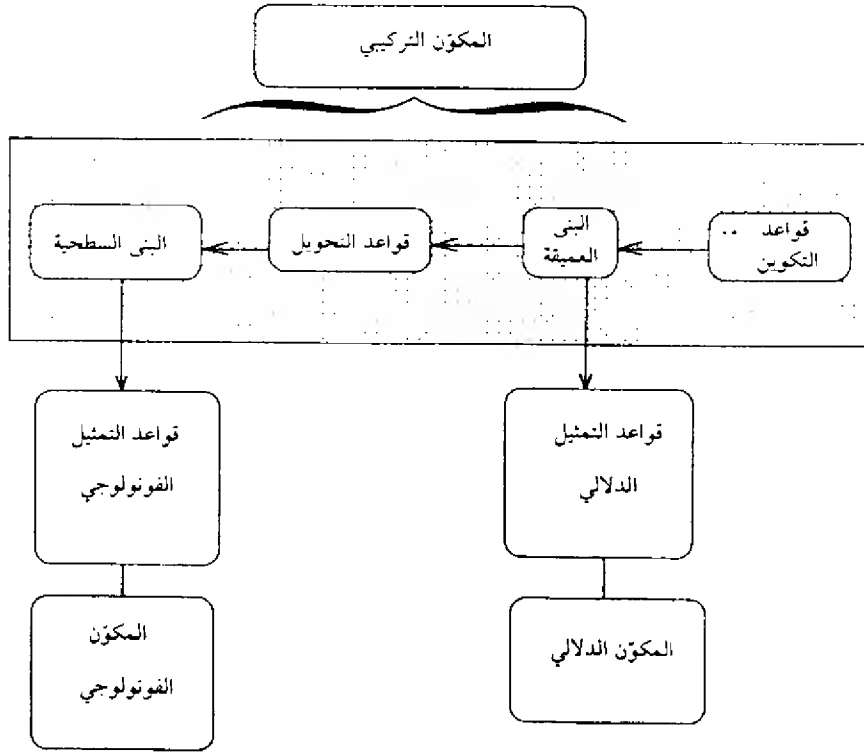 المكوّن التركيبي
قواعد ..
التكوين
البنى
العميقة
قواعد التحويل
البنى السطحية
قواعد التمثيل
الدلالي
قواعد التمثيل
الفونولوجي
المكوّن الدلالي
المكوّن
الفونولوجي